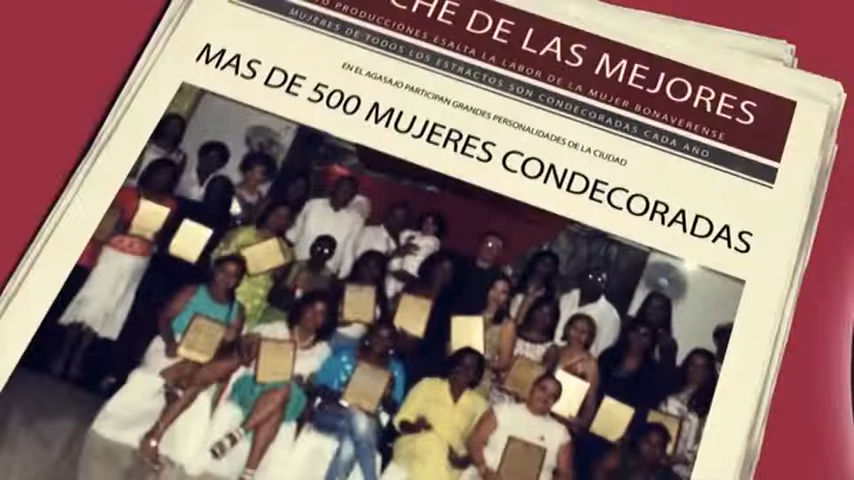 CHE DE LAS MEJORES
PRODUCCIONES ESALTA LA LABOR DE LA MUJER BONAVERENSE
MUJERES DE TODOS LOS ESTRACTOS SON CONDECORADAS CADA AÑO
EN EL AGASAJO PARTICIPAN GRANDES PERSONALIDADES DE LA CIUDAD
MAS DE 500 MUJERES CONDECORADAS